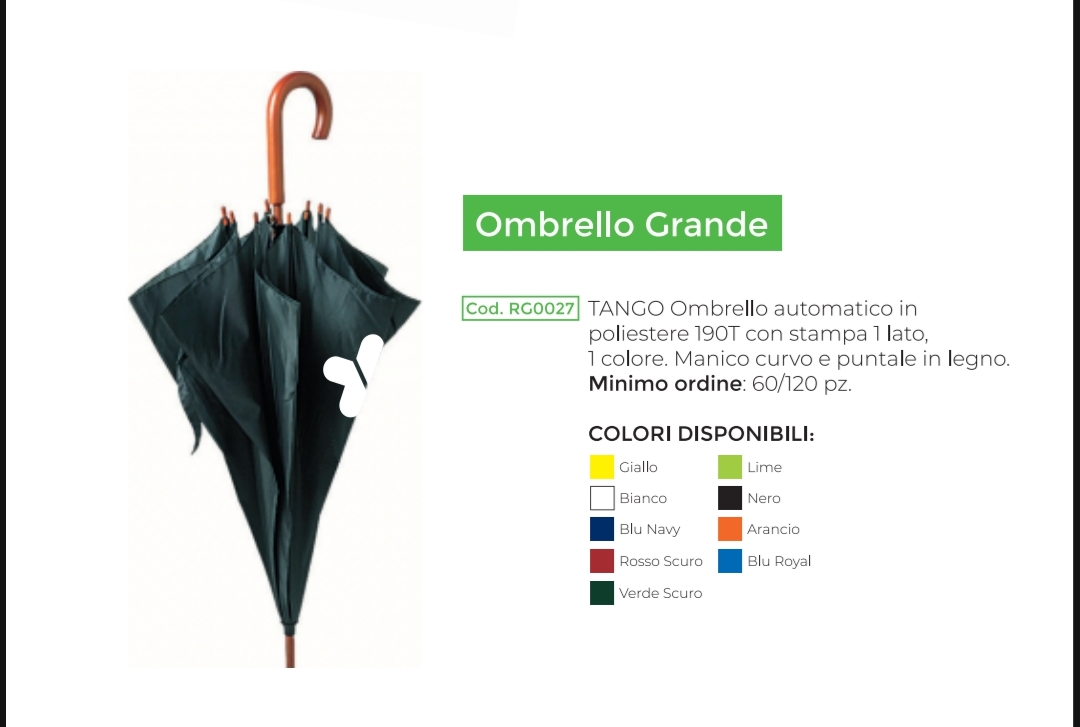 Ombrello Grande
Cod. RG0027
TANGO Ombrello automatico in
poliestere 190T con stampa 1 lato,
1 colore. Manico curvo e puntale in legno.
Minimo ordine: 60/120 pz.
COLORI DISPONIBILI:
Giallo
Lime
Bianco
Nero
Blu Navy
Arancio
Rosso Scuro
Blu Royal
Verde Scuro